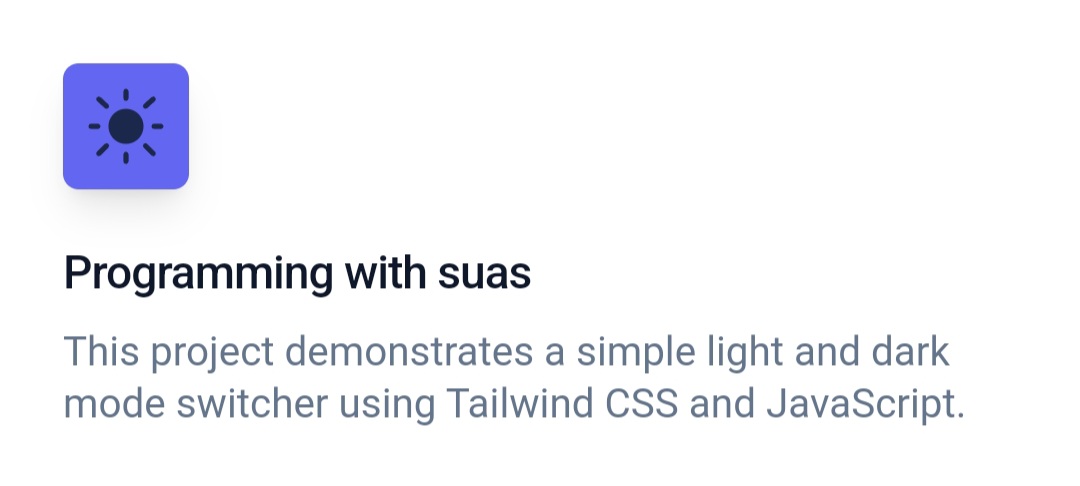 Programming with suas
This project demonstrates a simple light and dark
mode switcher using Tailwind CSS and JavaScript.